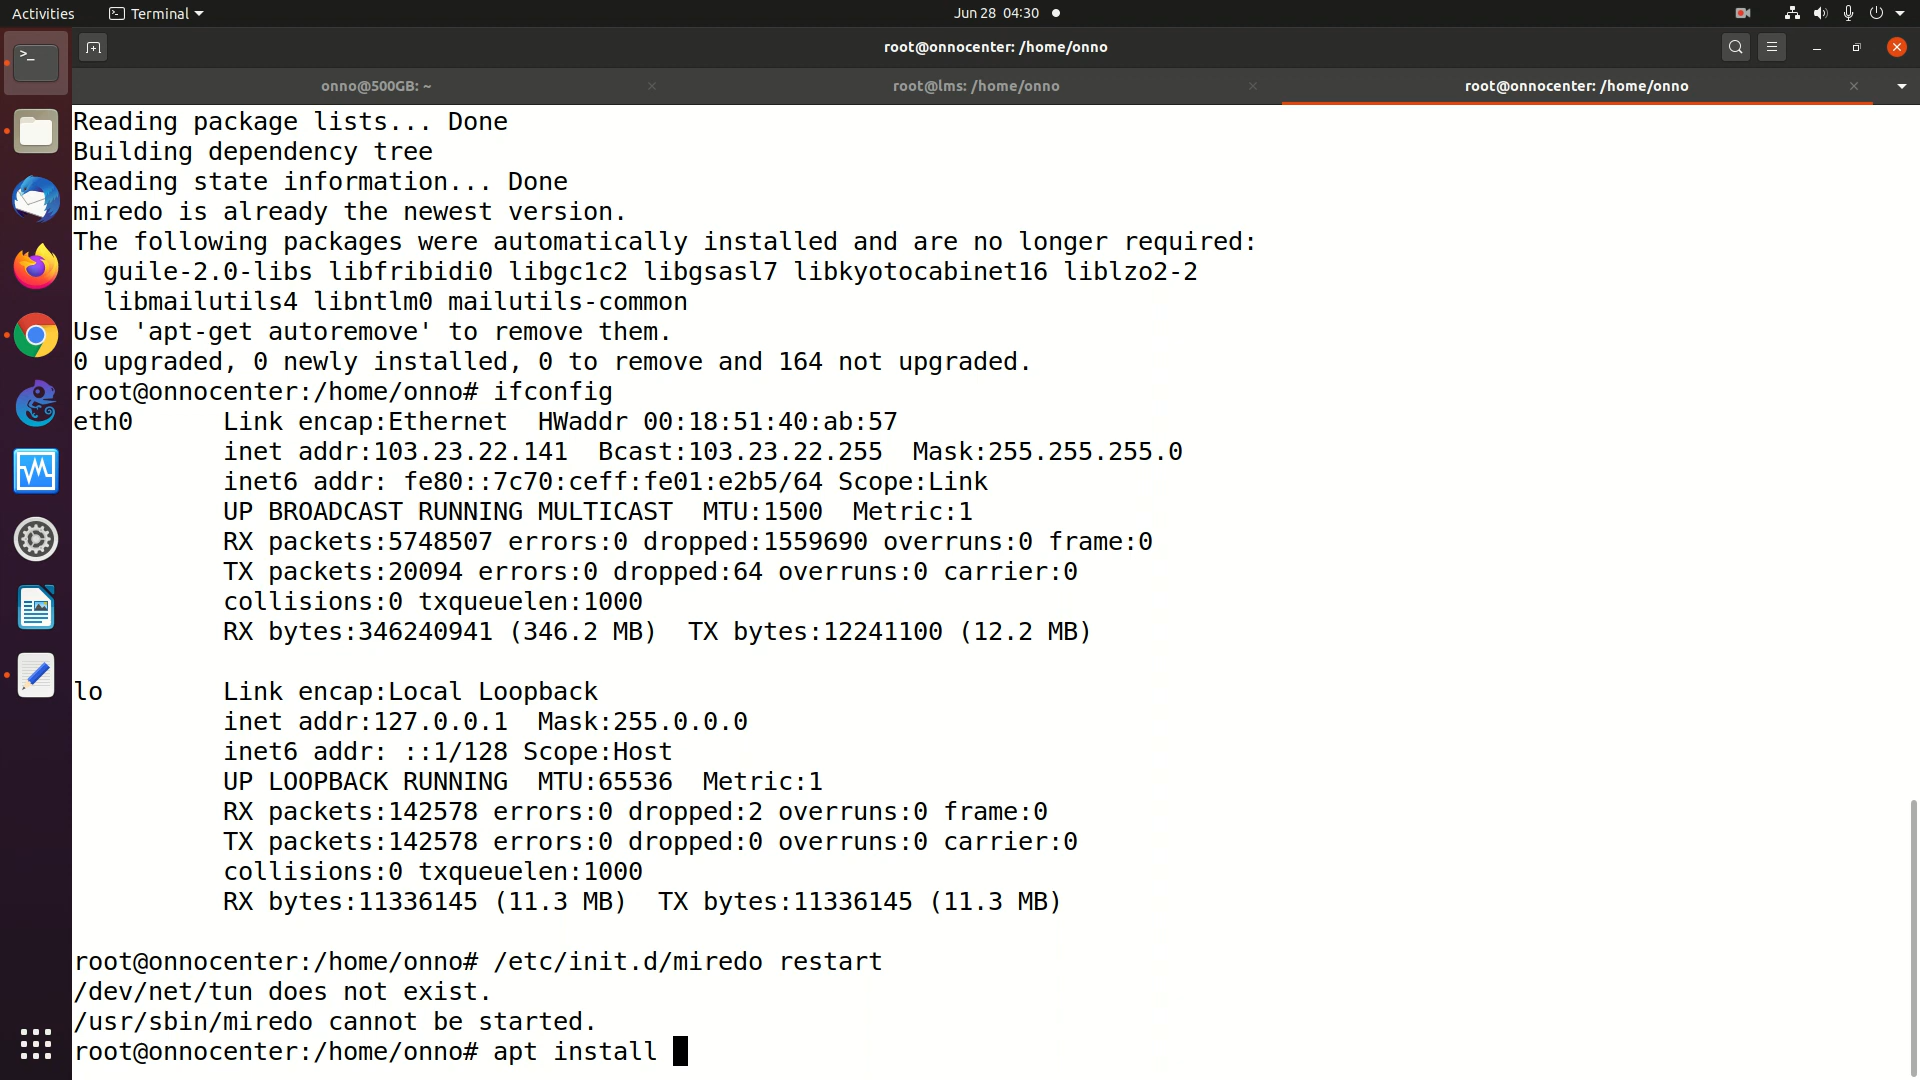 Activities
Terminal
Jun 28 04:30
root@onnocenter: /home/onno
onno@500GB: ~
root@lms: /home/onno
root@onnocenter: /home/onno
Reading package lists... Done
Building dependency tree
Reading state information... Done
miredo is already the newest version.
The following packages were automatically installed and are no longer required:
  guile-2.0-libs libfribidi0 libgc1c2 libgsasl7 libkyotocabinet16 liblzo2-2
  libmailutils4 libntlm0 mailutils-common
Use 'apt-get autoremove' to remove them.
0 upgraded, 0 newly installed, 0 to remove and 164 not upgraded.
root@onnocenter:/home/onno# ifconfig
eth0      Link encap:Ethernet  HWaddr 00:18:51:40:ab:57
          inet addr:103.23.22.141  Bcast:103.23.22.255  Mask:255.255.255.0
          inet6 addr: fe80::7c70:ceff:fe01:e2b5/64 Scope:Link
          UP BROADCAST RUNNING MULTICAST  MTU:1500  Metric:1
          RX packets:5748507 errors:0 dropped:1559690 overruns:0 frame:0
          TX packets:20094 errors:0 dropped:64 overruns:0 carrier:0
          collisions:0 txqueuelen:1000
          RX bytes:346240941 (346.2 MB)  TX bytes:12241100 (12.2 MB)
lo        Link encap:Local Loopback
          inet addr:127.0.0.1  Mask:255.0.0.0
          inet6 addr: ::1/128 Scope:Host
          UP LOOPBACK RUNNING  MTU:65536  Metric:1
          RX packets:142578 errors:0 dropped:2 overruns:0 frame:0
          TX packets:142578 errors:0 dropped:0 overruns:0 carrier:0
          collisions:0 txqueuelen:1000
          RX bytes:11336145 (11.3 MB)  TX bytes:11336145 (11.3 MB)
root@onnocenter:/home/onno# /etc/init.d/miredo restart
/dev/net/tun does not exist.
/usr/sbin/miredo cannot be started.
root@onnocenter:/home/onno# apt install